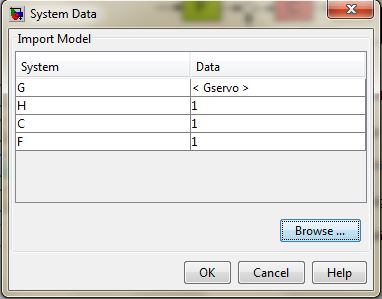 System Data
Import Model
System Data
G < Gservo >
H 1
C 1
F 1
Browse ...
OK Cancel Help